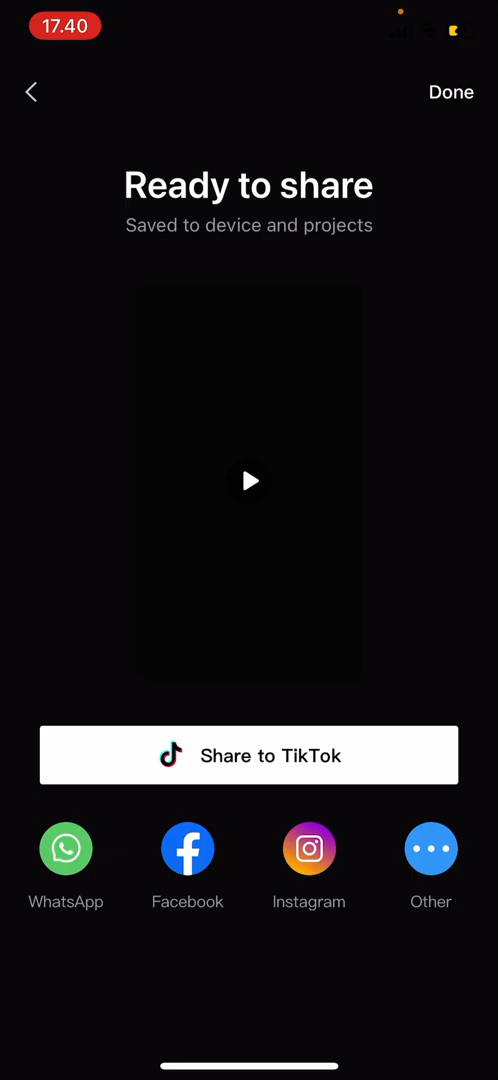 17.40
Done
Ready to share
Saved to device and projects
Share to TikTok
WhatsApp
Facebook
Instagram
Other